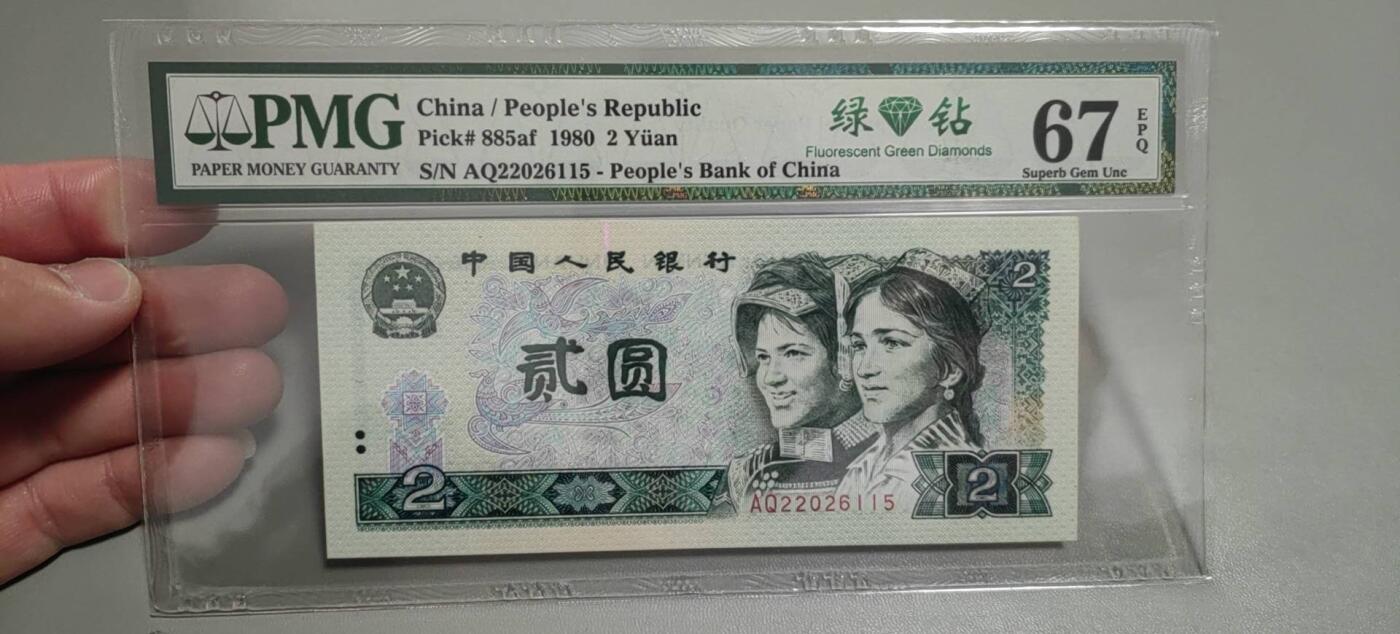 PMG
PAPER MONEY GUARANTY
China / People's Republic
Pick# 885af 1980 2 Yüan
S/N AQ22026115 - People's Bank of China
绿钻
Fluorescent Green Diamonds
67
EPQ
Superb Gem Unc
中国人民银行
2
贰圆
2
AQ22026115
2